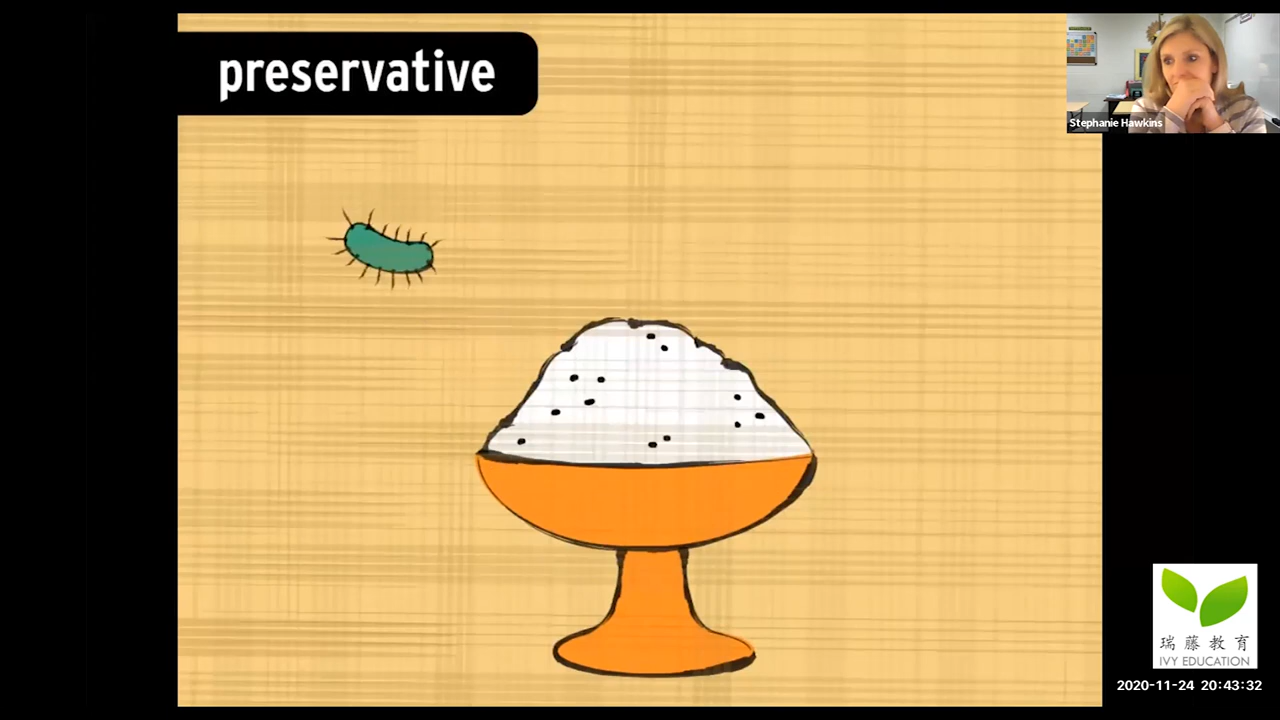 preservative
Stephanie Hawkins
瑞藤教育
IVY EDUCATION
2020-11-24 20:43:32